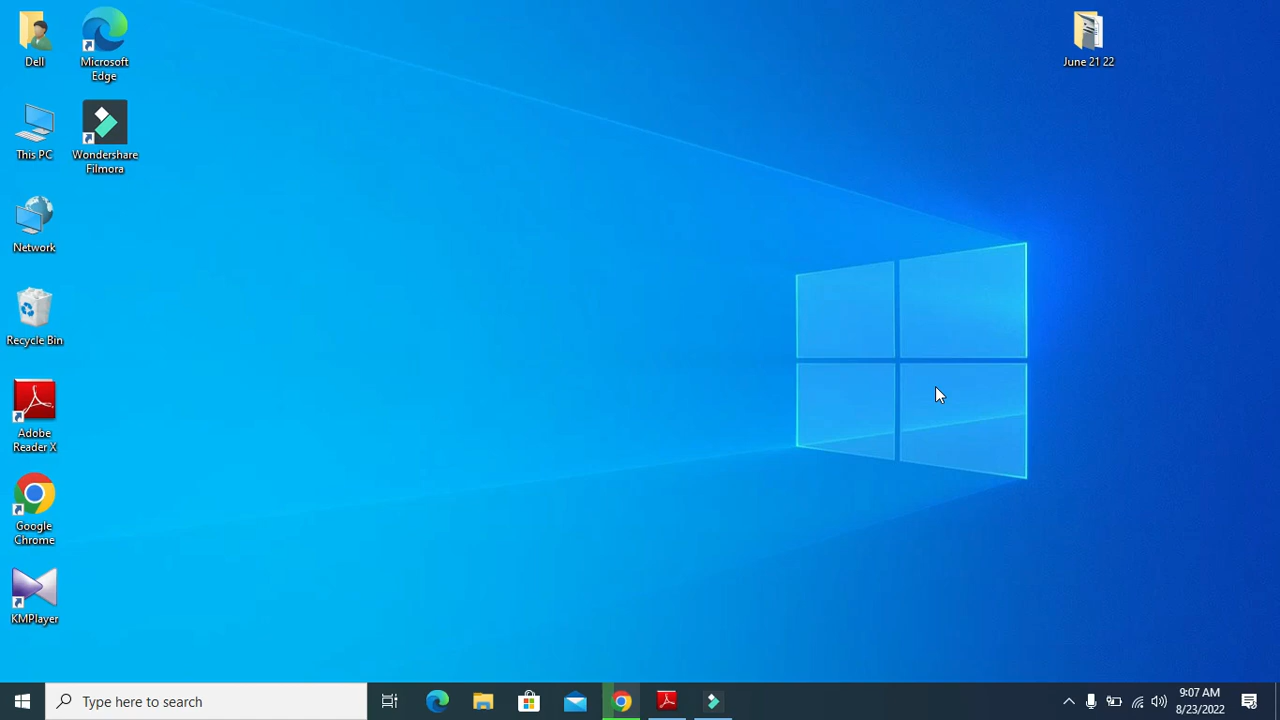 Dell
Microsoft
Edge
June 21 22
This PC
Wondershare
Filmora
Network
Recycle Bin
Adobe
Reader X
Google
Chrome
KMPlayer
Type here to search
9:07 AM
8/23/2022